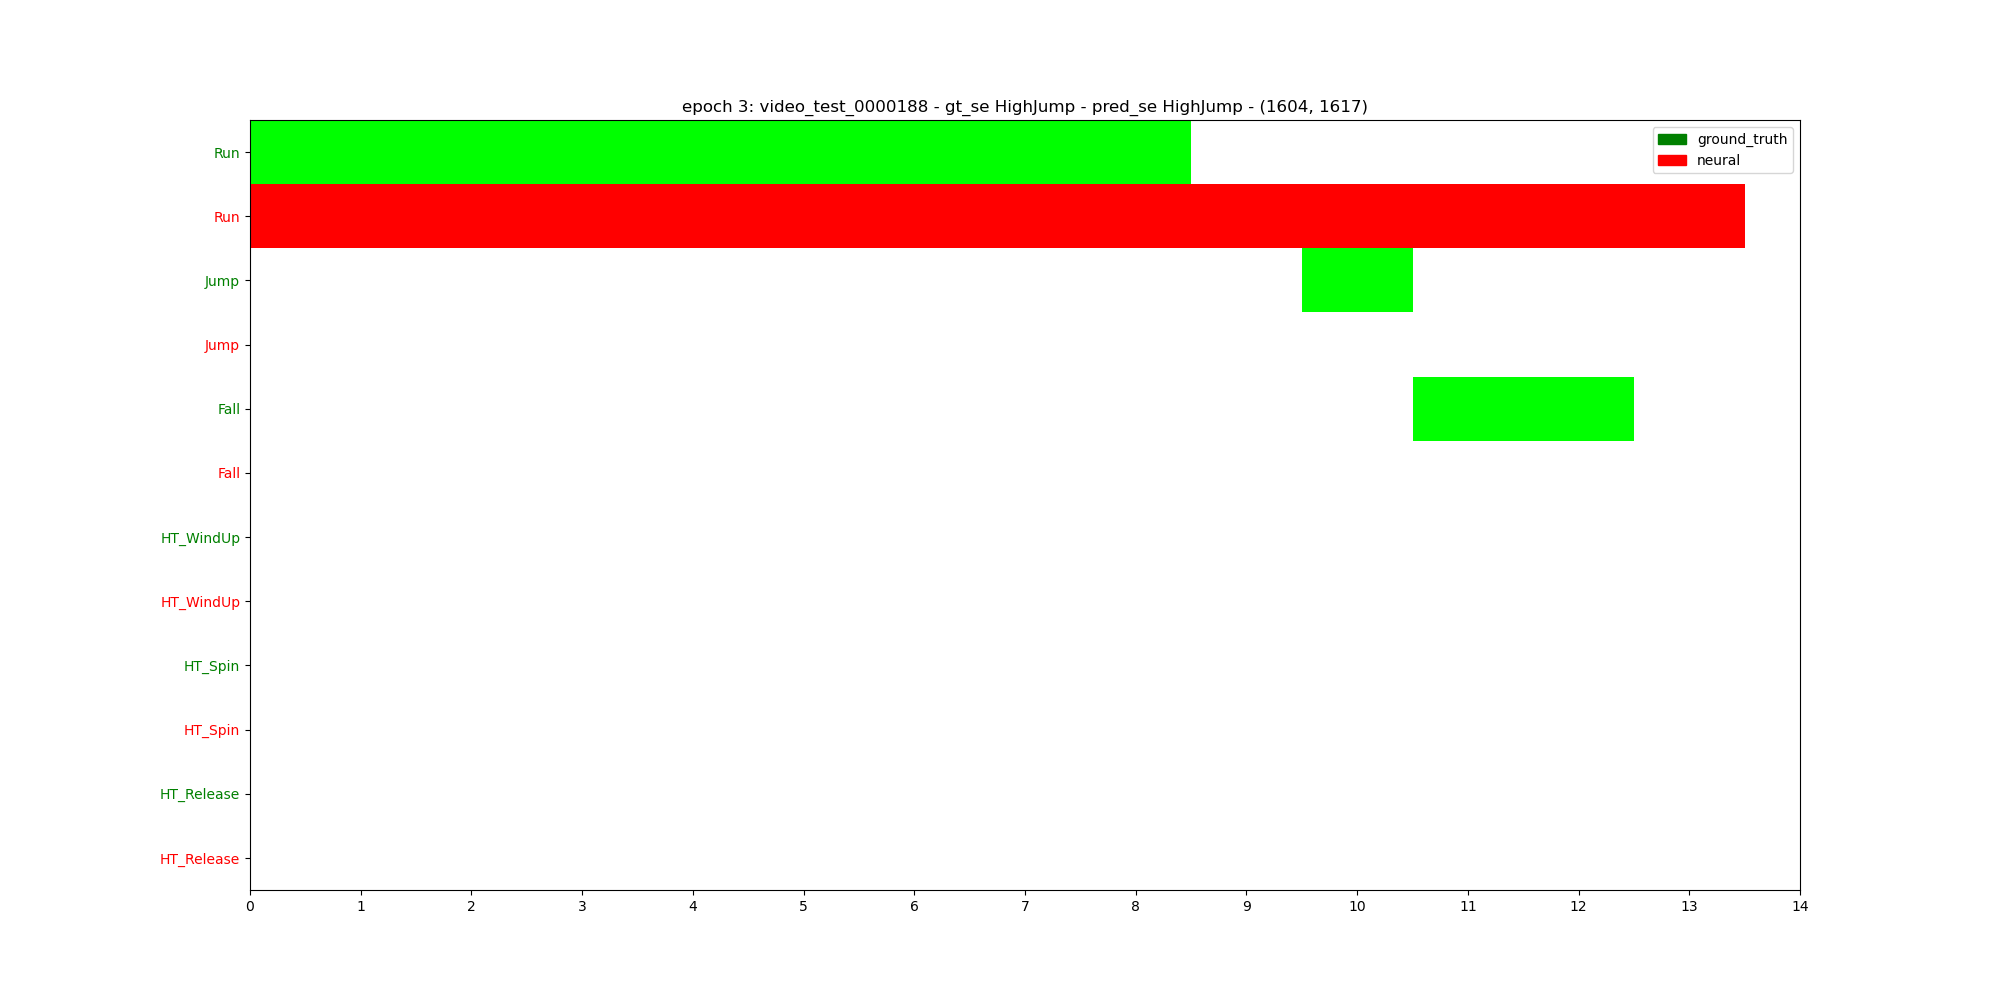 epoch 3: video_test_0000188 - gt_se HighJump - pred_se HighJump - (1604, 1617)
ground_truth
neural
Run
Run
Jump
Jump
Fall
Fall
HT_WindUp
HT_WindUp
HT_Spin
HT_Spin
HT_Release
HT_Release
0 1 2 3 4 5 6 7 8 9 10 11 12 13 14